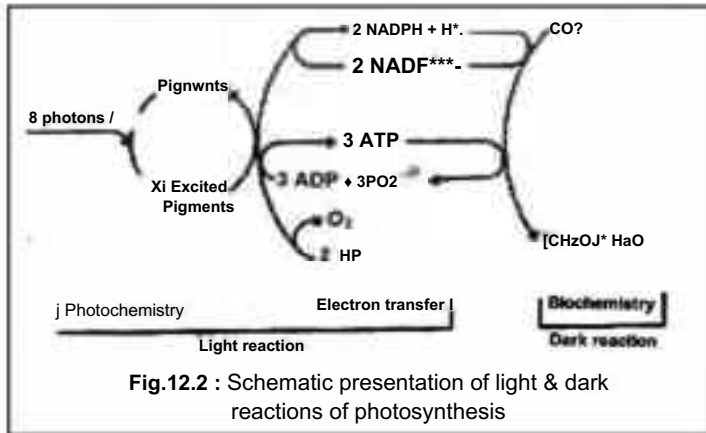 2 NADPH + H*.
CO?
2 NADF***-
Pignwnts
8 photons /
3 ATP
Xi Excited
Pigments
3 ADP ♦ 3PO2
O2
2 HP
[CHzOJ* HaO
j Photochemistry
Electron transfer I
Biochemistry
Light reaction
Dark reaction
Fig.12.2 : Schematic presentation of light & dark
reactions of photosynthesis